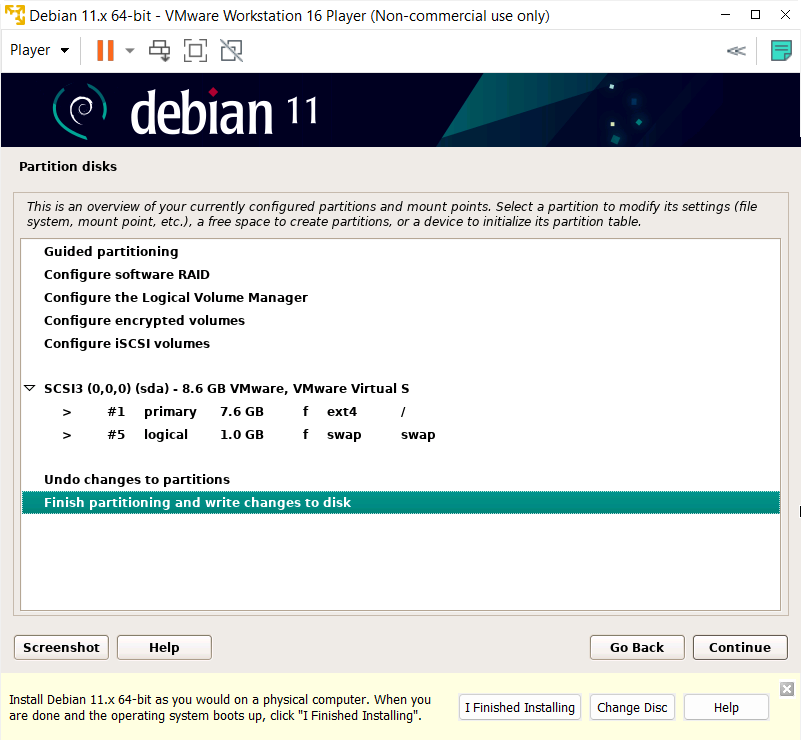 Debian 11.x 64-bit - VMware Workstation 16 Player (Non-commercial use only)
Player
debian 11
Partition disks
This is an overview of your currently configured partitions and mount points. Select a partition to modify its settings (file
system, mount point, etc.), a free space to create partitions, or a device to initialize its partition table.
Guided partitioning
Configure software RAID
Configure the Logical Volume Manager
Configure encrypted volumes
Configure iSCSI volumes
SCSI3 (0,0,0) (sda) - 8.6 GB VMware, VMware Virtual S
> #1 primary 7.6 GB f ext4 /
> #5 logical 1.0 GB f swap swap
Undo changes to partitions
Finish partitioning and write changes to disk
Screenshot Help Go Back Continue
Install Debian 11.x 64-bit as you would on a physical computer. When you
are done and the operating system boots up, click "I Finished Installing".
I Finished Installing Change Disc Help